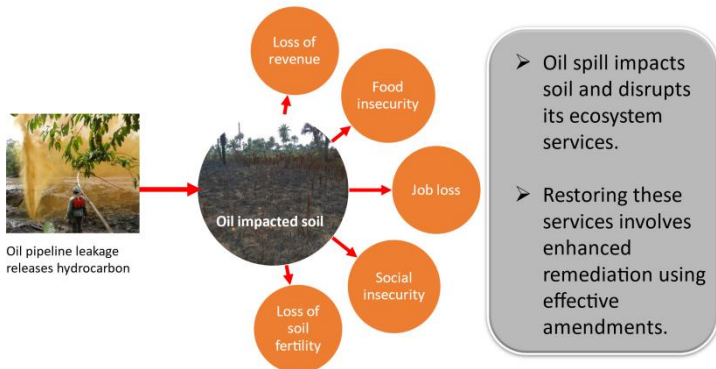 Oil pipeline leakage
releases hydrocarbon
Oil impacted soil
Loss of
revenue
Food
insecurity
Job loss
Social
insecurity
Loss of
soil
fertility
➢ Oil spill impacts
soil and disrupts
its ecosystem
services.
➢ Restoring these
services involves
enhanced
remediation using
effective
amendments.